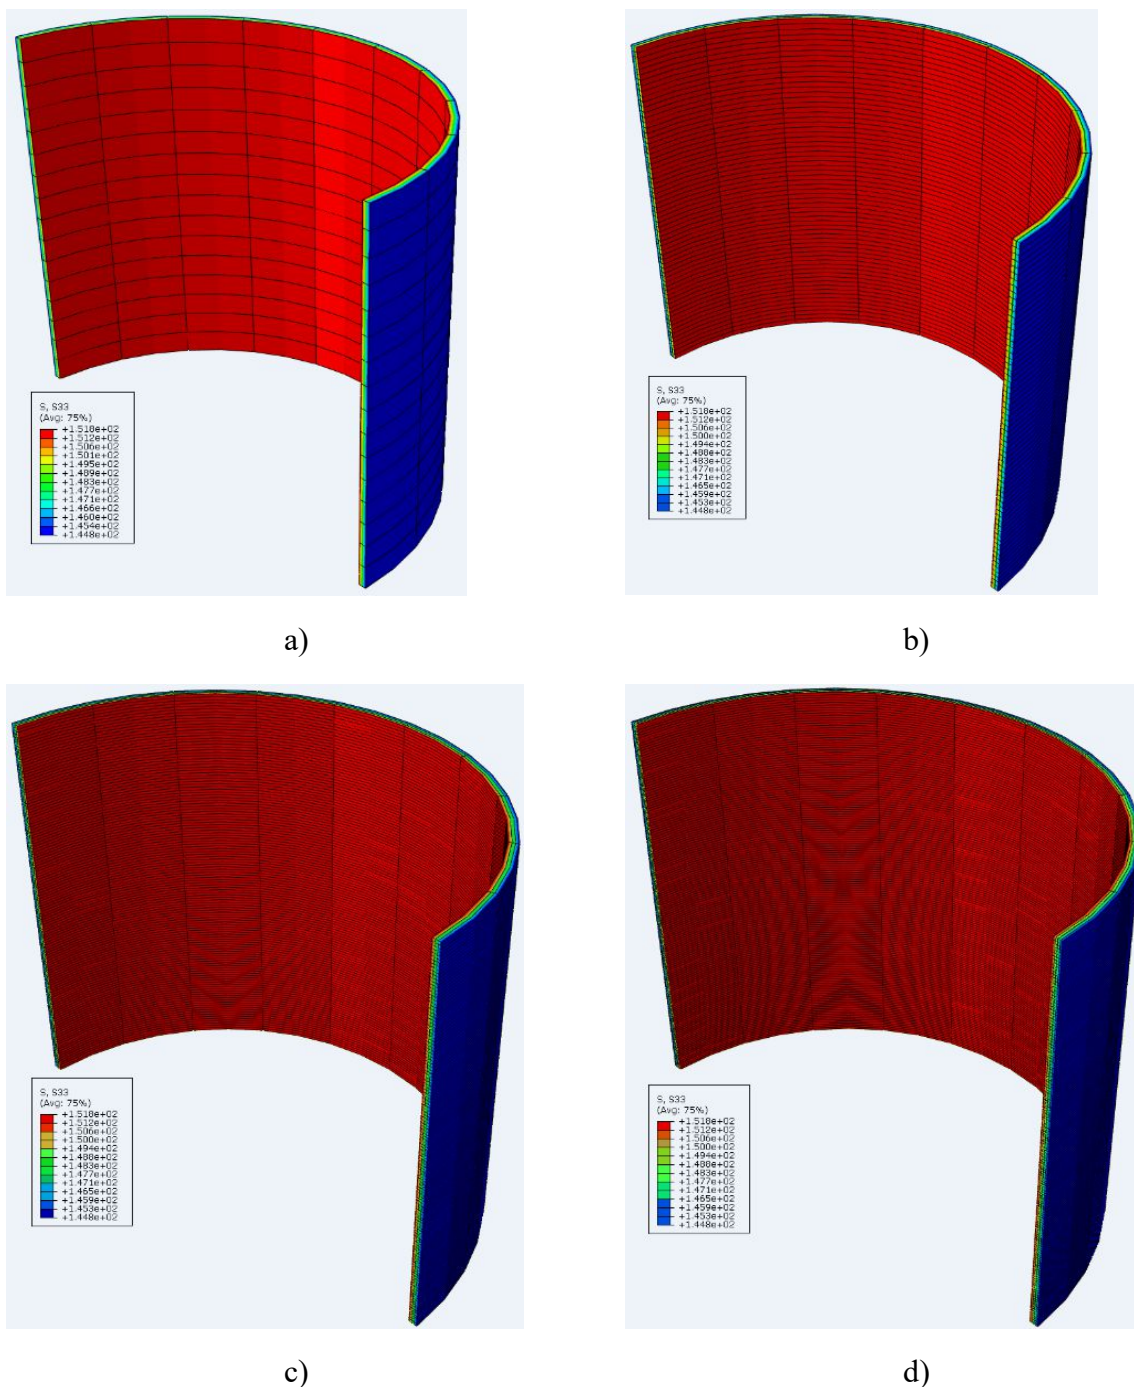 S, S33
(Avg: 75%)
+1.518e+02
+1.512e+02
+1.506e+02
+1.501e+02
+1.495e+02
+1.489e+02
+1.483e+02
+1.477e+02
+1.471e+02
+1.466e+02
+1.460e+02
+1.454e+02
+1.448e+02
S, S33
(Avg: 75%)
+1.518e+02
+1.512e+02
+1.506e+02
+1.500e+02
+1.494e+02
+1.488e+02
+1.483e+02
+1.477e+02
+1.471e+02
+1.465e+02
+1.459e+02
+1.453e+02
+1.448e+02
a)
b)
S, S33
(Avg: 75%)
+1.518e+02
+1.512e+02
+1.506e+02
+1.500e+02
+1.494e+02
+1.488e+02
+1.483e+02
+1.477e+02
+1.471e+02
+1.465e+02
+1.459e+02
+1.453e+02
+1.448e+02
S, S33
(Avg: 75%)
+1.518e+02
+1.512e+02
+1.506e+02
+1.500e+02
+1.494e+02
+1.488e+02
+1.483e+02
+1.477e+02
+1.471e+02
+1.465e+02
+1.459e+02
+1.453e+02
+1.448e+02
c)
d)